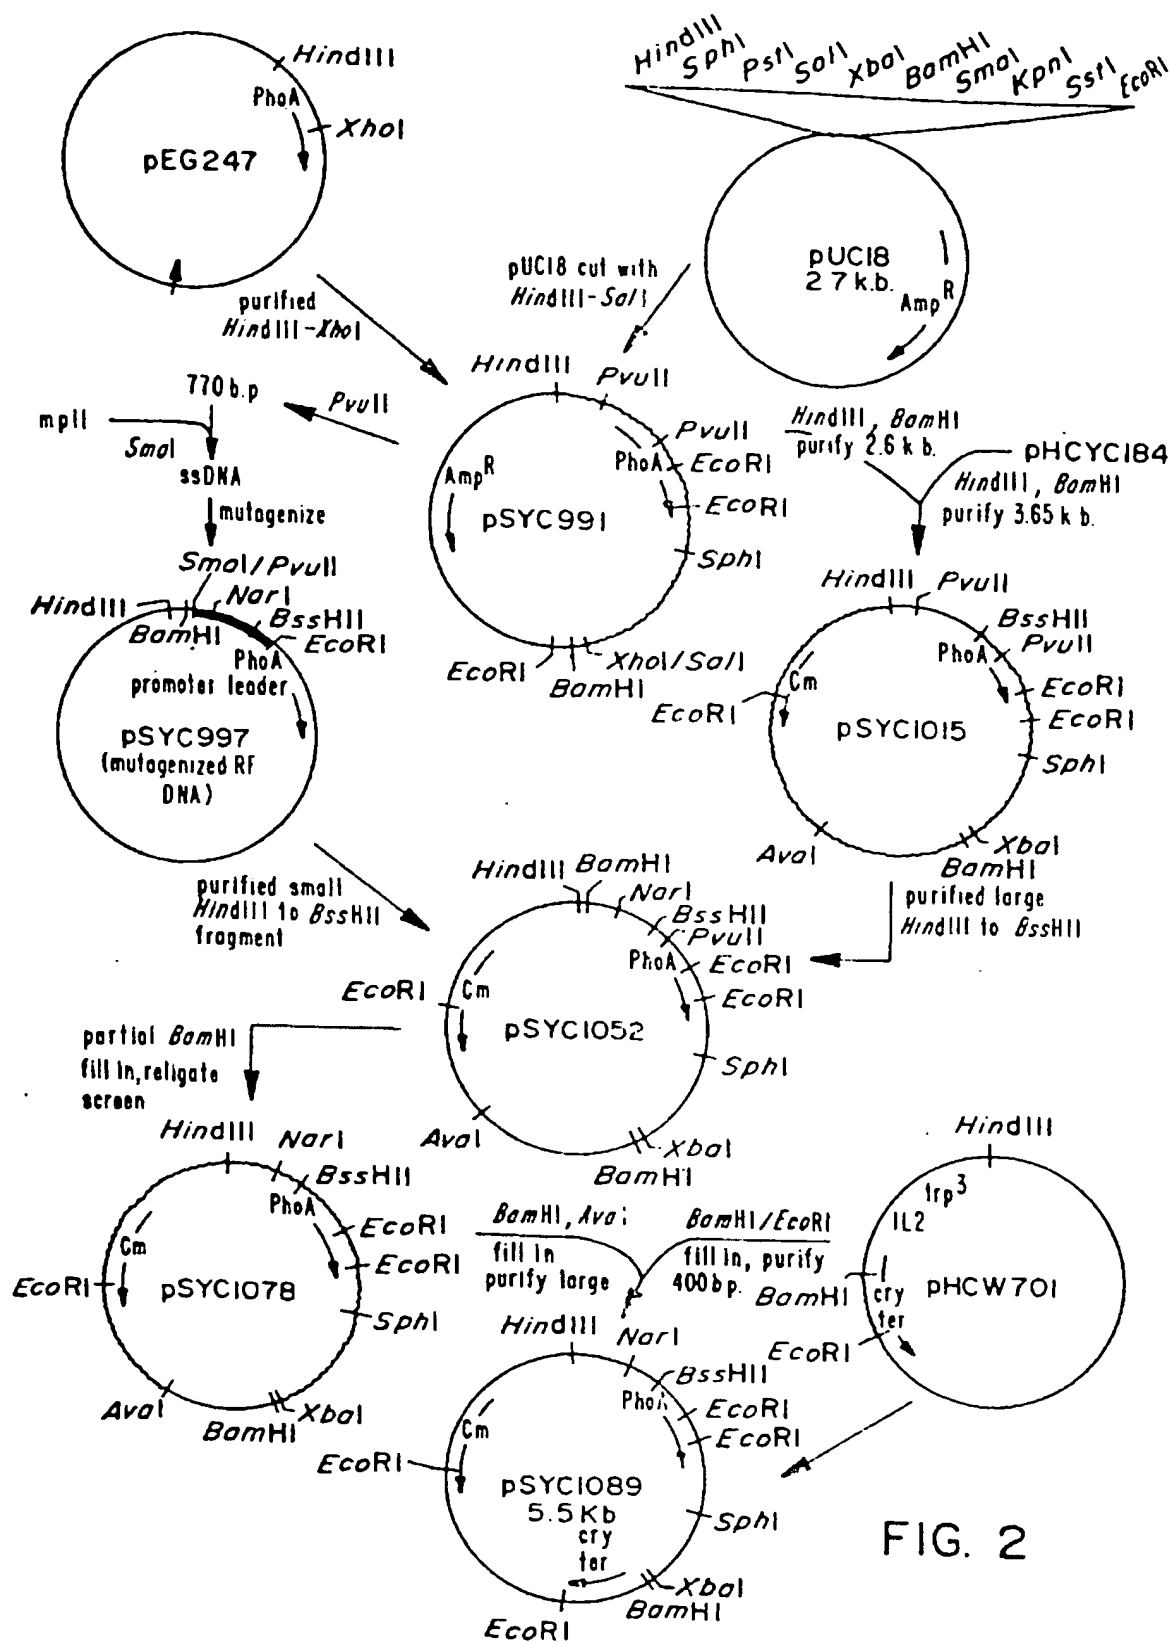 HindIII
PhoA
XhoI
pEG247
HindIII
SphI
PstI
SalI
XbaI
BamHI
SmaI
KpnI
SstI
EcoRI
pUC18
2 7 k.b.
Amp R
purified
HindIII-XhoI
pUC18 cut with
HindIII-SalI
770 b.p
PvuII
mpII
SmaI
ssDNA
mutagenize
HindIII
PvuII
PvuII
PhoA
EcoRI
EcoRI
Amp R
pSYC991
SphI
EcoRI
BamHI
XhoI/SalI
HindIII, BamHI
purify 2.6 k b.
pHCYC184
HindIII, BamHI
purify 3.65 k b.
SmaI/PvuII
HindIII
NarI
BssHII
BamHI
EcoRI
PhoA
promoter leader
pSYC997
(mutagenized RF
DNA)
HindIII
PvuII
BssHII
PvuII
PhoA
Cm
EcoRI
EcoRI
EcoRI
pSYC1015
SphI
AvaI
XbaI
BamHI
purified small
HindIII to BssHII
fragment
purified large
HindIII to BssHII
HindIII
BamHI
NarI
BssHII
PvuII
PhoA
EcoRI
EcoRI
EcoRI
Cm
pSYC1052
SphI
AvaI
XbaI
BamHI
partial BamHI
fill in, religate
screen
HindIII
NarI
BssHII
PhoA
EcoRI
Cm
EcoRI
EcoRI
pSYC1078
SphI
AvaI
XbaI
BamHI
BamHI, AvaI
fill in
purify large
BamHI/EcoRI
fill in, purify
400 bp.
HindIII
trp3
IL2
BamHI
cry
ter
pHCW701
EcoRI
HindIII
NarI
BssHII
PhoA
EcoRI
EcoRI
Cm
EcoRI
pSYC1089
5.5 Kb
cry
ter
SphI
XbaI
BamHI
EcoRI
FIG. 2